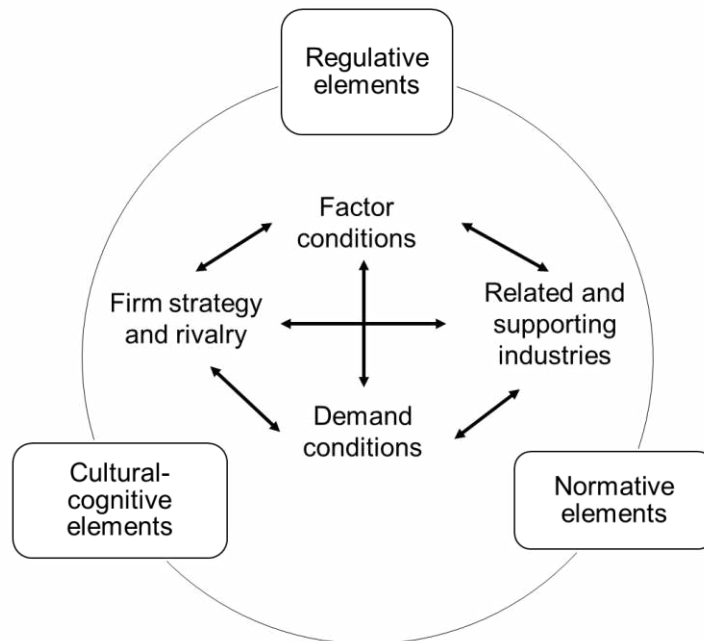 Regulative
elements
Factor
conditions
Firm strategy
and rivalry
Related and
supporting
industries
Demand
conditions
Cultural-
cognitive
elements
Normative
elements